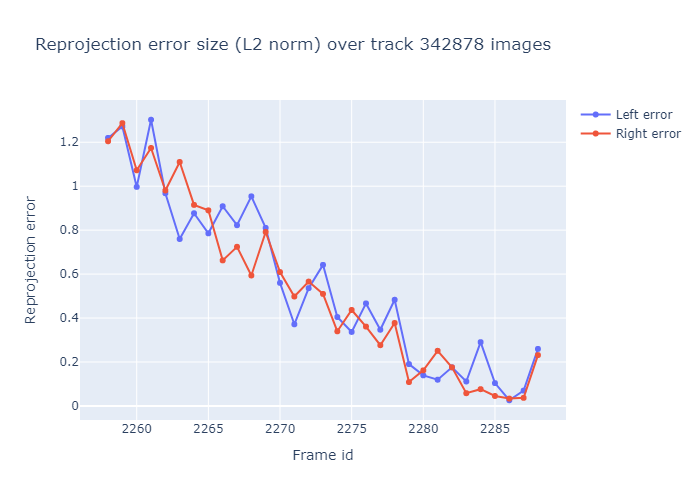 Reprojection error size (L2 norm) over track 342878 images
Left error
Right error
Reprojection error
1.2
1
0.8
0.6
0.4
0.2
0
2260 2265 2270 2275 2280 2285
Frame id